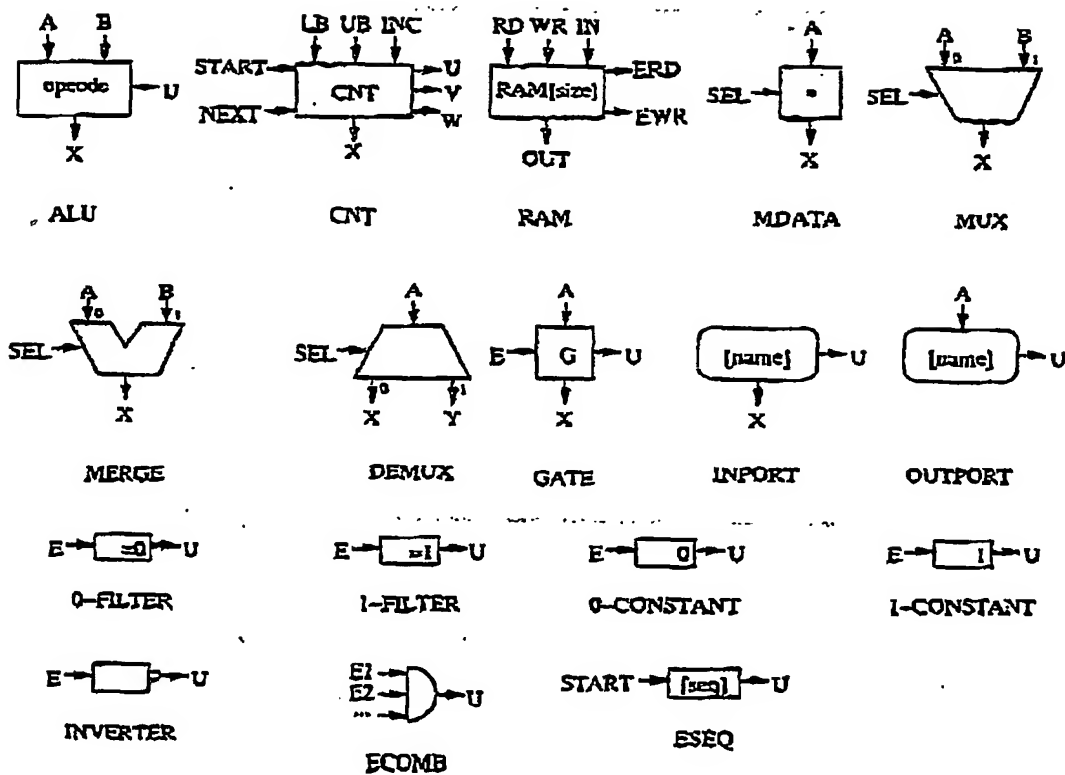 A B LB UB INC RD WR IN A A B
0 1
START U ERD
opcode U CNT V RAM[size] SEL SEL
NEXT W EWR
X X OUT X X
ALU CNT RAM MDATA MUX
A B A A A
0 1
SEL SEL E G U [name] U [name] U
0 1
X X Y X X
MERGE DEMUX GATE INPORT OUTPORT
E =0 U E =1 U E 0 U E 1 U
0-FILTER 1-FILTER 0-CONSTANT 1-CONSTANT
E U E1 E2 ... U START [seq] U
INVERTER ECOMB ESEQ